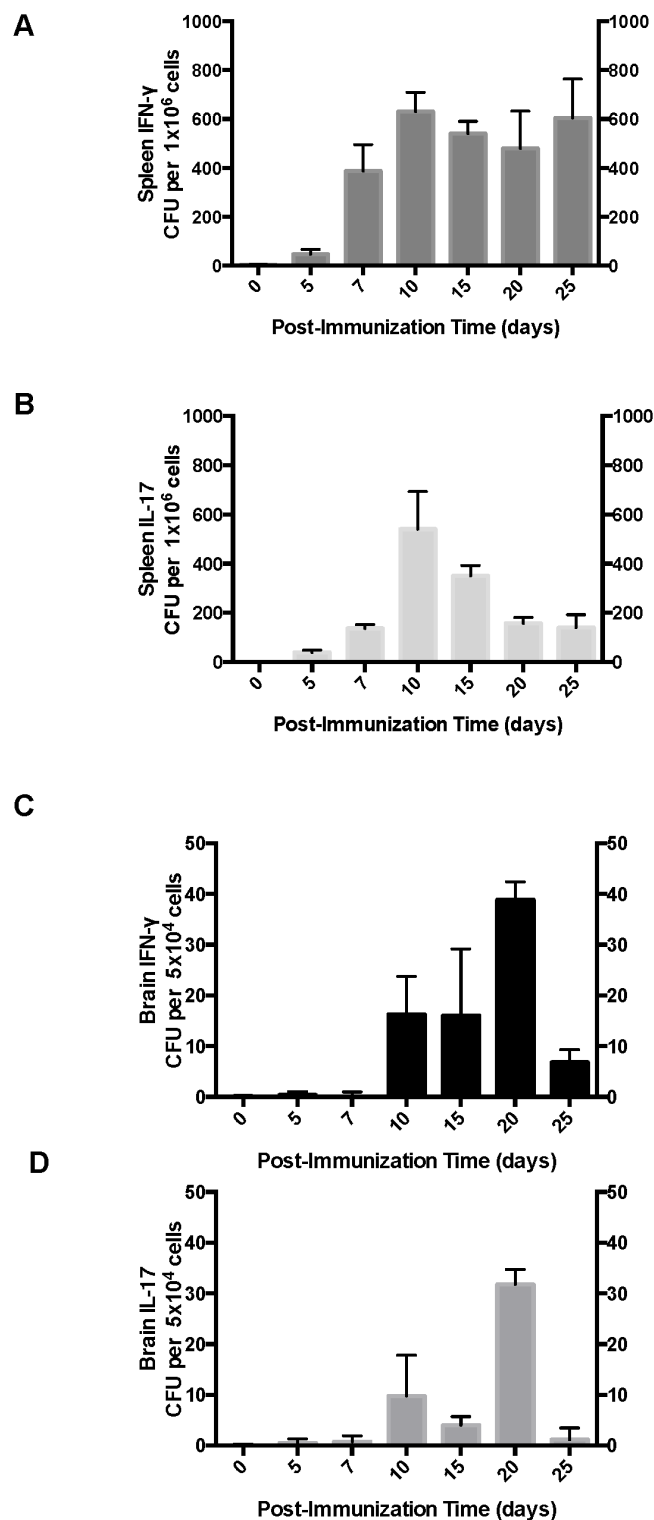 A
Spleen IFN-γ
CFU per 1x10⁶ cells
1000 1000
800 800
600 600
400 400
200 200
0 0
0 5 7 10 15 20 25
Post-Immunization Time (days)
B
Spleen IL-17
CFU per 1x10⁶ cells
1000 1000
800 800
600 600
400 400
200 200
0 0
0 5 7 10 15 20 25
Post-Immunization Time (days)
C
Brain IFN-γ
CFU per 5x10⁴ cells
50 50
40 40
30 30
20 20
10 10
0 0
0 5 7 10 15 20 25
Post-Immunization Time (days)
D
Brain IL-17
CFU per 5x10⁴ cells
50 50
40 40
30 30
20 20
10 10
0 0
0 5 7 10 15 20 25
Post-Immunization Time (days)